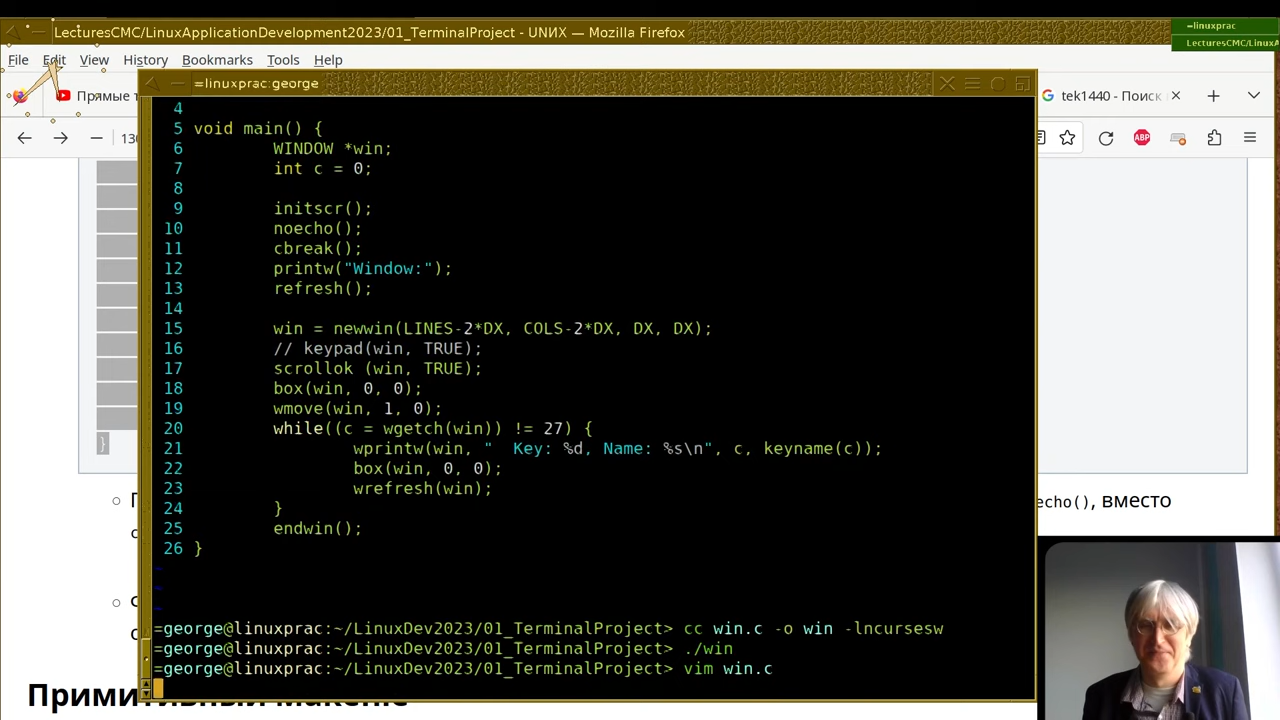 LecturesCMC/LinuxApplicationDevelopment2023/01_TerminalProject - UNИX — Mozilla Firefox
=linuxprac
LecturesCMC/LinuxA
File Edit View History Bookmarks Tools Help
=linuxprac:george
Прямые
tek1440 - Поиск
130
4
5 void main() {
6 WINDOW *win;
7 int c = 0;
8
9 initscr();
10 noecho();
11 cbreak();
12 printw("Window:");
13 refresh();
14
15 win = newwin(LINES-2*DX, COLS-2*DX, DX, DX);
16 // keypad(win, TRUE);
17 scrollok (win, TRUE);
18 box(win, 0, 0);
19 wmove(win, 1, 0);
20 while((c = wgetch(win)) != 27) {
21 wprintw(win, "  Key: %d, Name: %s\n", c, keyname(c));
22 box(win, 0, 0);
23 wrefresh(win);
24 }
25 endwin();
26 }
}
echo(), вместо
~
~
~
=george@linuxprac:~/LinuxDev2023/01_TerminalProject> cc win.c -o win -lncursesw
=george@linuxprac:~/LinuxDev2023/01_TerminalProject> ./win
=george@linuxprac:~/LinuxDev2023/01_TerminalProject> vim win.c